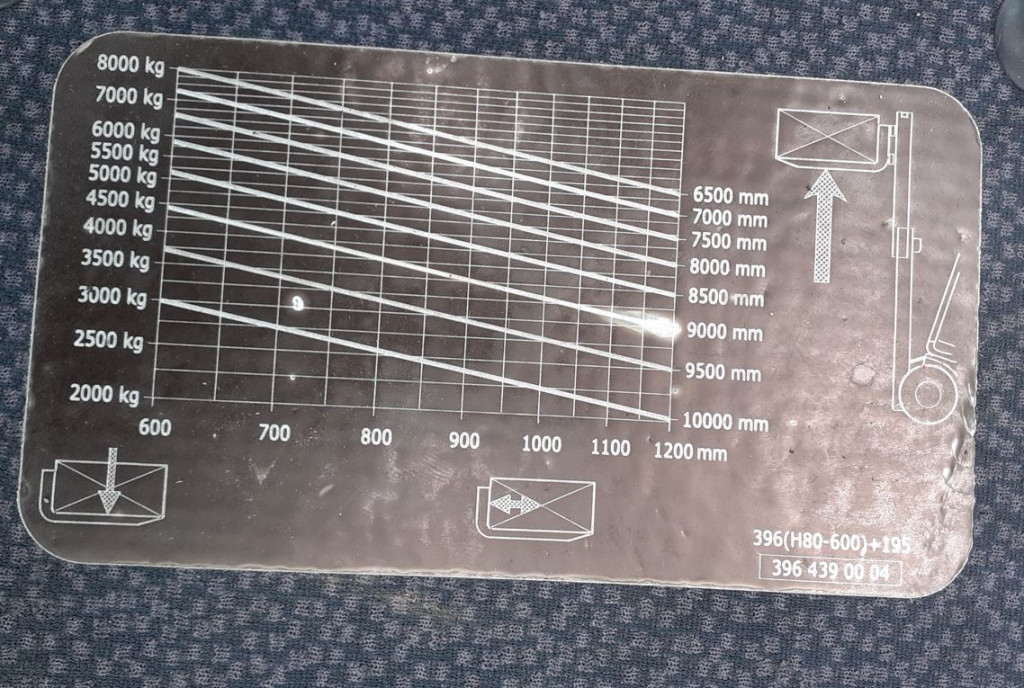 8000 kg
7000 kg
6000 kg
5500 kg
5000 kg
4500 kg
4000 kg
3500 kg
3000 kg
2500 kg
2000 kg
600 700 800 900 1000 1100 1200 mm
6500 mm
7000 mm
7500 mm
8000 mm
8500 mm
9000 mm
9500 mm
10000 mm
396(H80-600)+195
396 439 00 04